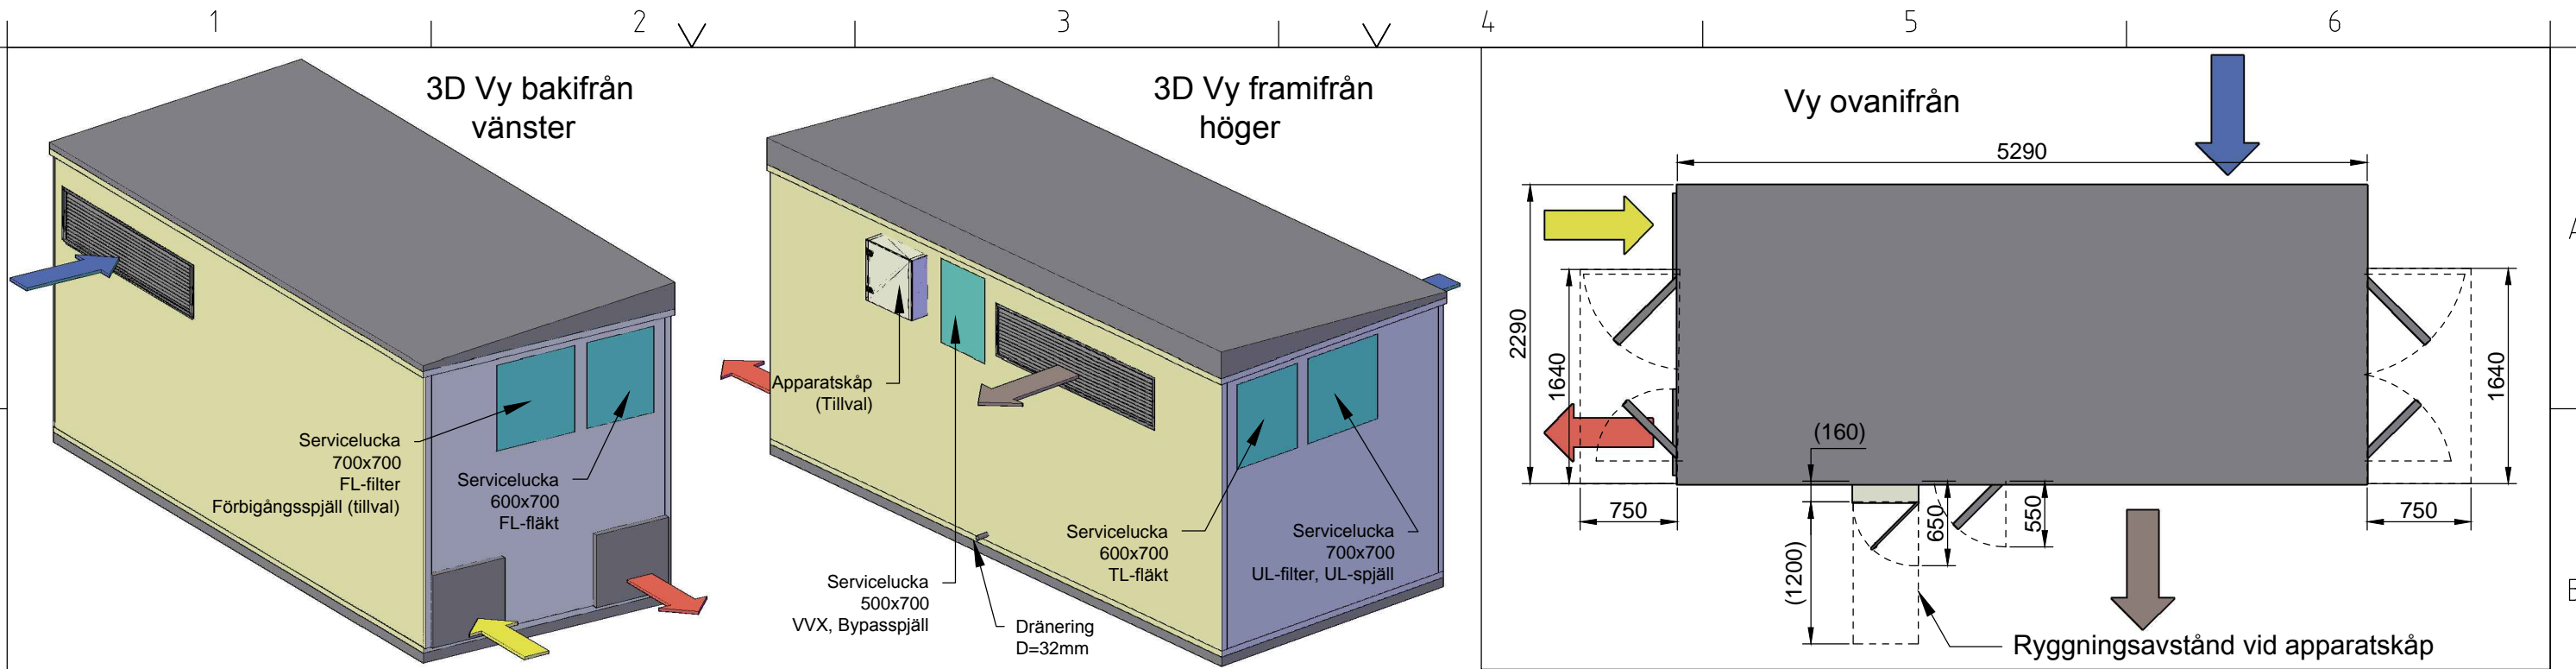 1
2
3
4
5
6
3D Vy bakifrån
vänster
Servicelucka
700x700
FL-filter
Förbigångsspjäll (tillval)
Servicelucka
600x700
FL-fläkt
3D Vy framifrån
höger
Apparatskåp
(Tillval)
Servicelucka
500x700
VVX, Bypasspjäll
Dränering
D=32mm
Servicelucka
600x700
TL-fläkt
Servicelucka
700x700
UL-filter, UL-spjäll
Vy ovanifrån
5290
2290
1640
1640
(160)
750
650
550
750
(1200)
Ryggningsavstånd vid apparatskåp
A
B